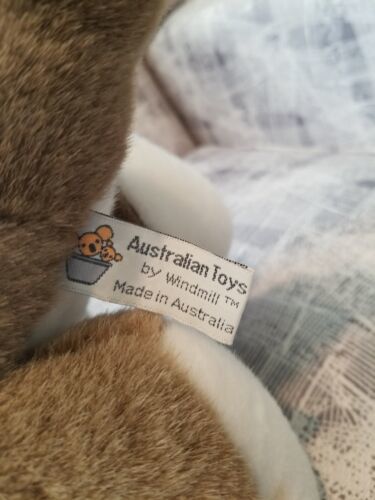 Australian Toys
by Windmill ™
Made in Australia